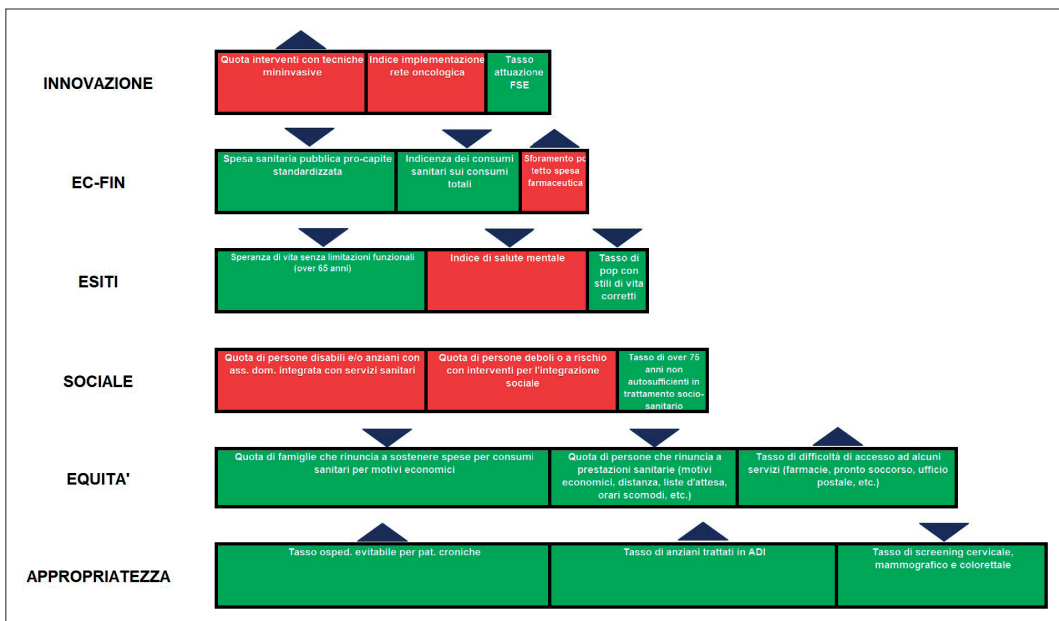 INNOVAZIONE
Quota interventi con tecniche
mininvasive
Indice implementazione
rete oncologica
Tasso
attuazione
FSE
EC-FIN
Spesa sanitaria pubblica pro-capite
standardizzata
Indicenza dei consumi
sanitari sui consumi
totali
Sforamento pc
tetto spesa
farmaceutica
ESITI
Speranza di vita senza limitazioni funzionali
(over 65 anni)
Indice di salute mentale
Tasso di
pop con
stili di vita
corretti
SOCIALE
Quota di persone disabili e/o anziani con
ass. dom. integrata con servizi sanitari
Quota di persone deboli o a rischio
con interventi per l'integrazione
sociale
Tasso di over 75
anni non
autosufficienti in
trattamento socio-
sanitario
EQUITA'
Quota di famiglie che rinuncia a sostenere spese per consumi
sanitari per motivi economici
Quota di persone che rinuncia a
prestazioni sanitarie (motivi
economici, distanza, liste d'attesa,
orari scomodi, etc.)
Tasso di difficoltà di accesso ad alcuni
servizi (farmacie, pronto soccorso, ufficio
postale, etc.)
APPROPRIATEZZA
Tasso osped. evitabile per pat. croniche
Tasso di anziani trattati in ADI
Tasso di screening cervicale,
mammografico e colorettale